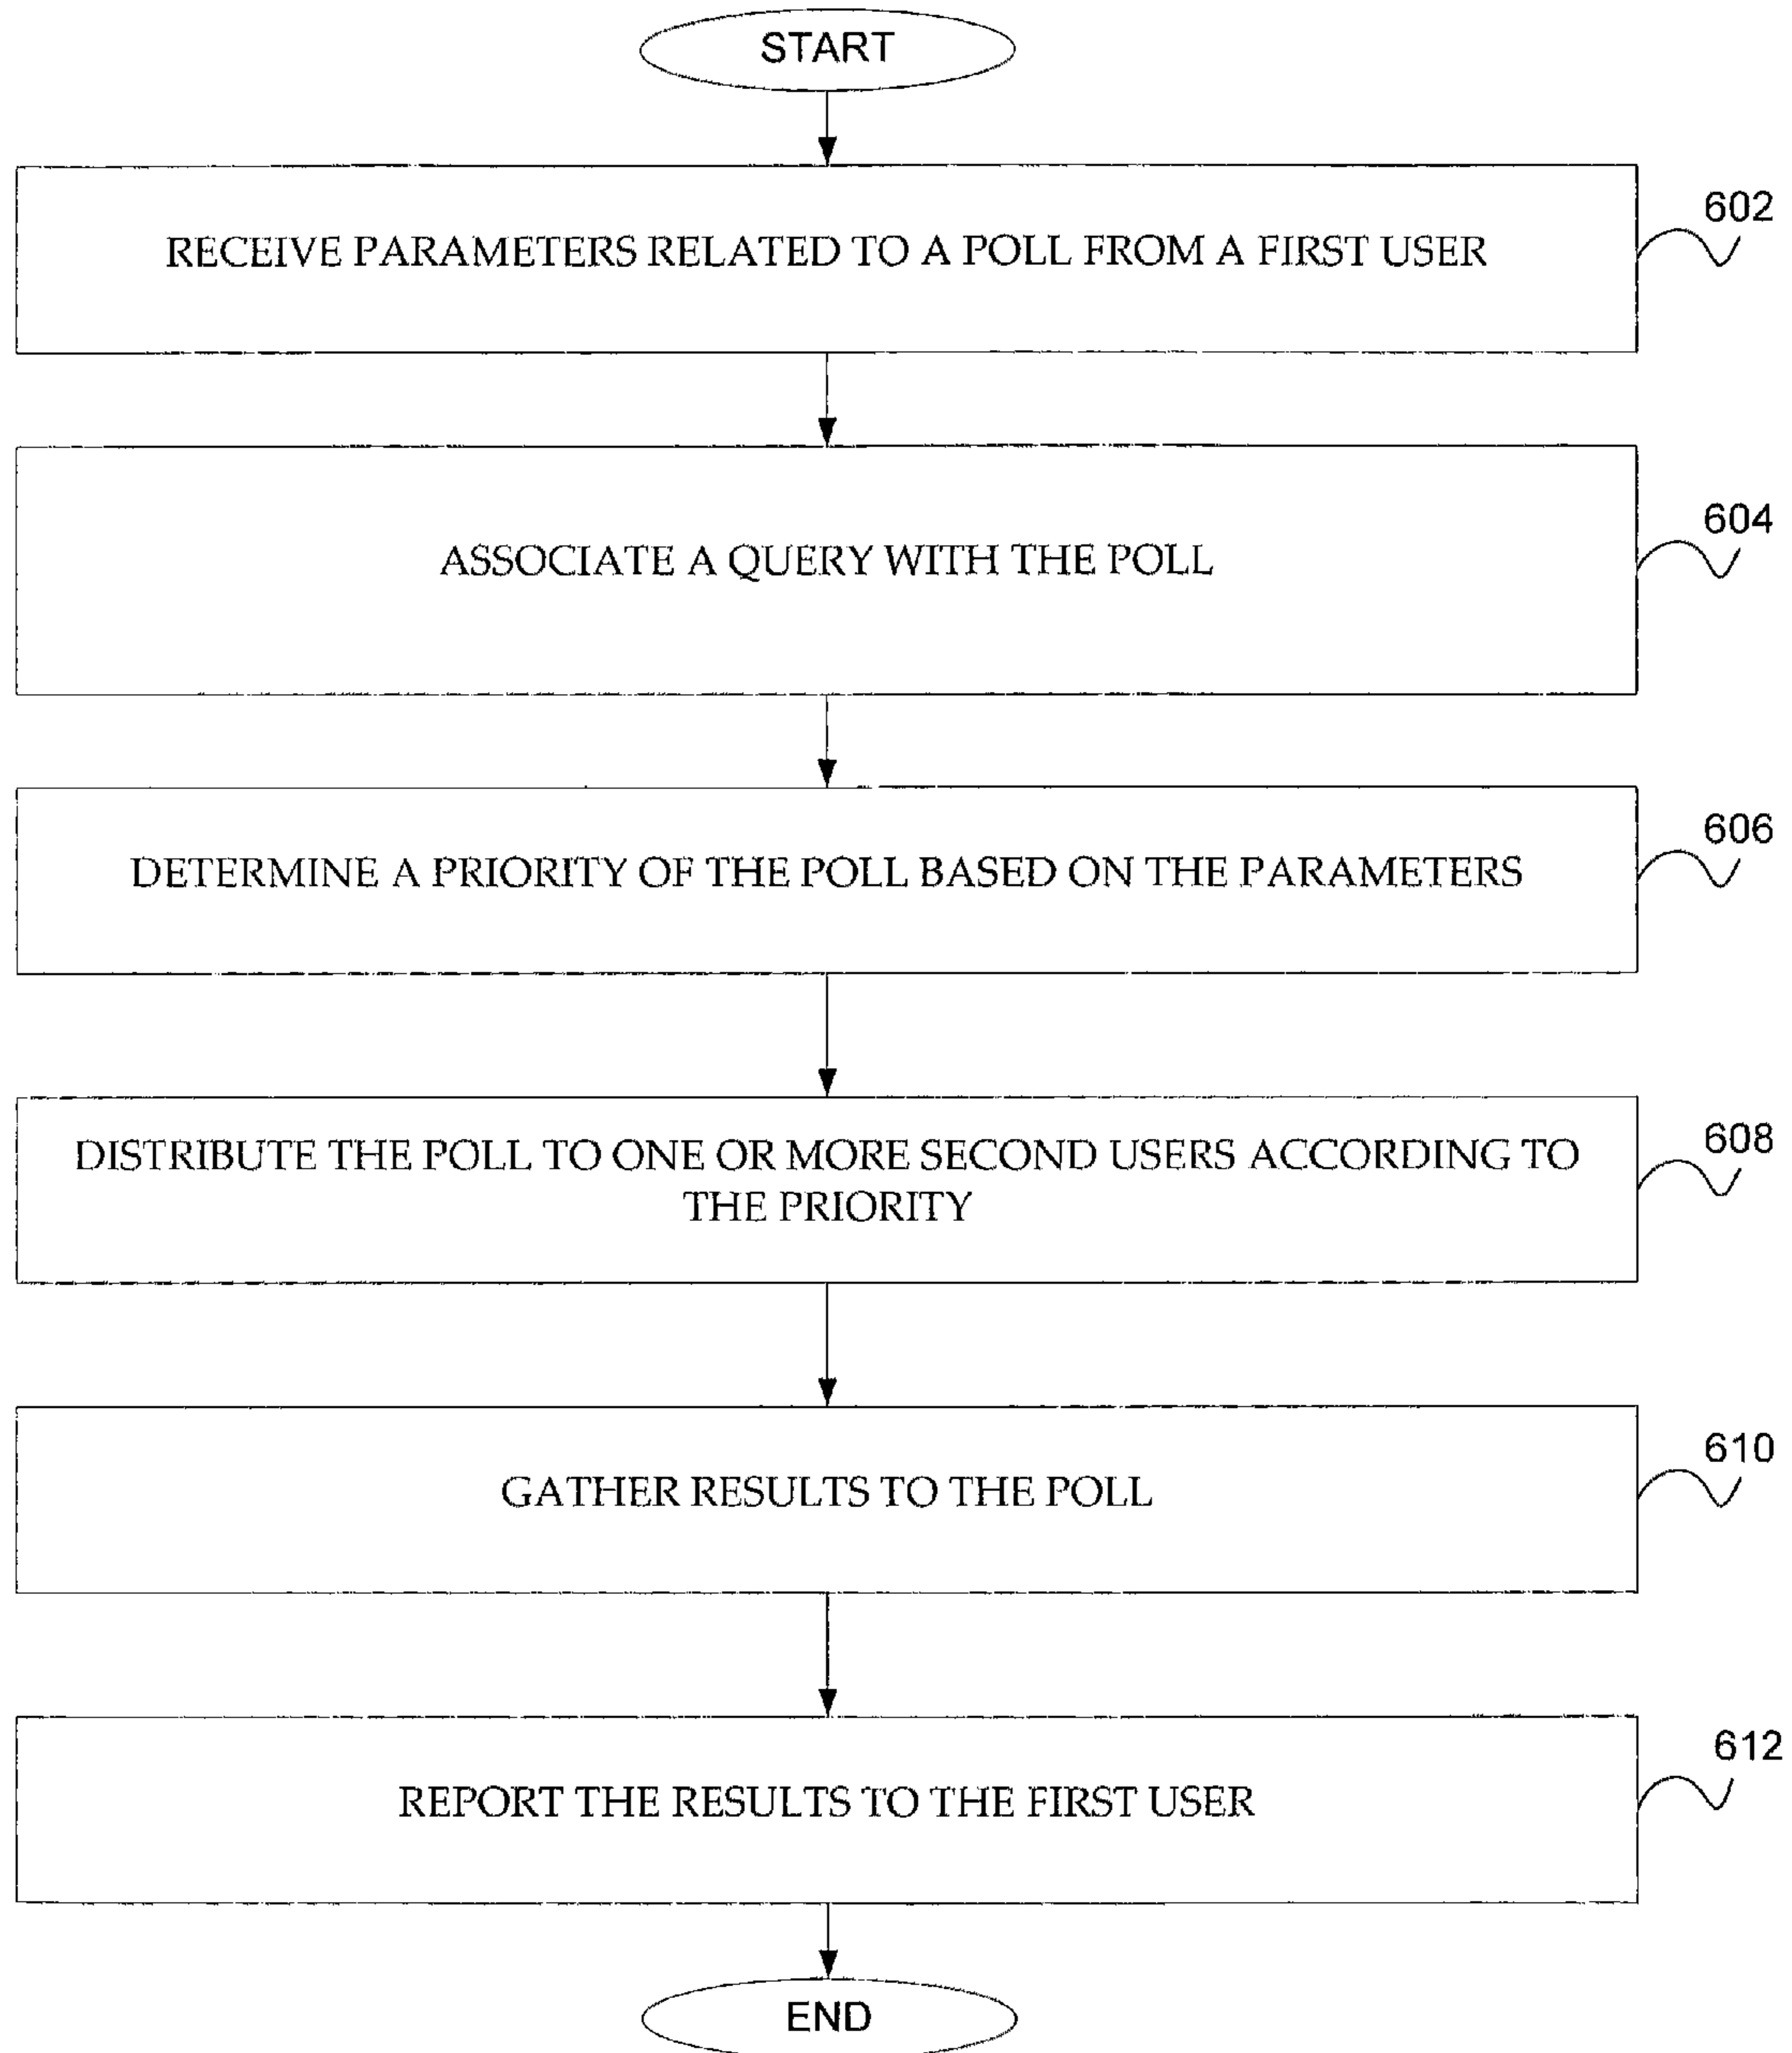 START
RECEIVE PARAMETERS RELATED TO A POLL FROM A FIRST USER
602
ASSOCIATE A QUERY WITH THE POLL
604
DETERMINE A PRIORITY OF THE POLL BASED ON THE PARAMETERS
606
DISTRIBUTE THE POLL TO ONE OR MORE SECOND USERS ACCORDING TO
THE PRIORITY
608
GATHER RESULTS TO THE POLL
610
REPORT THE RESULTS TO THE FIRST USER
612
END